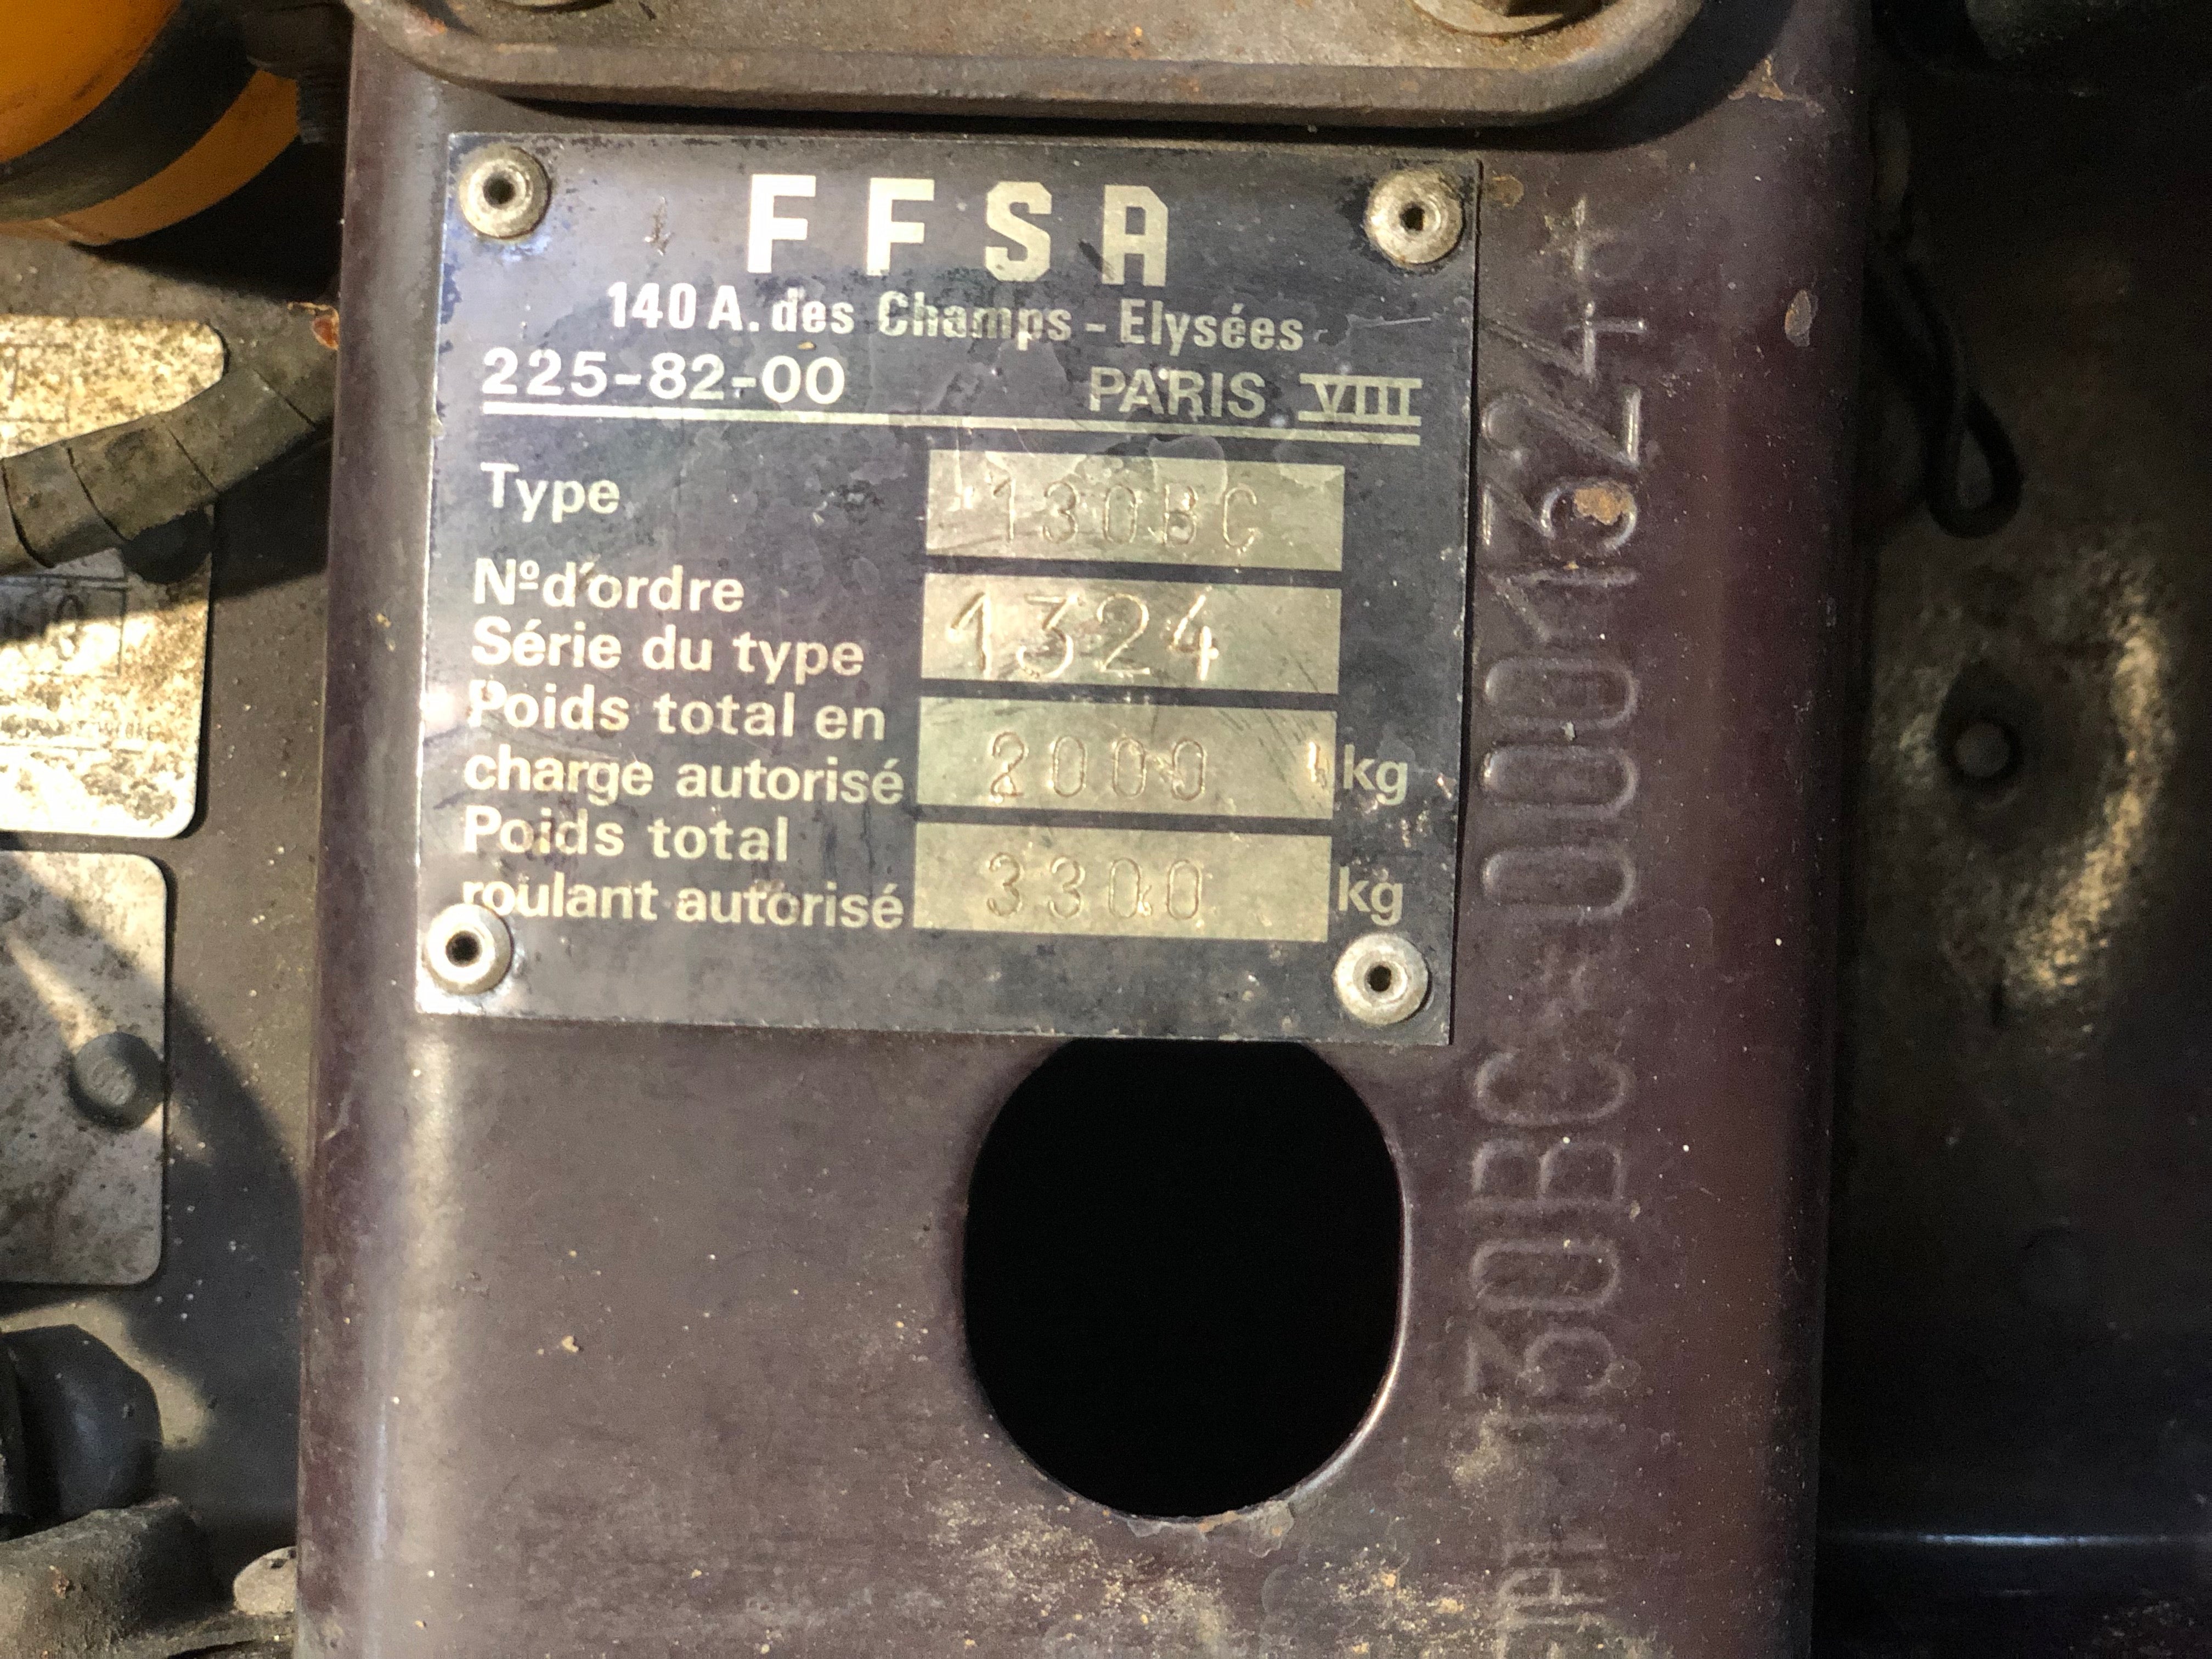 FFSA
140 A. des Champs-Elysées
225-82-00 PARIS VIII
Type 130BC
Nºd'ordre
Série du type 1324
Poids total en
charge autorisé 2000 kg
Poids total
roulant autorisé 3300 kg
130BC*0001324*